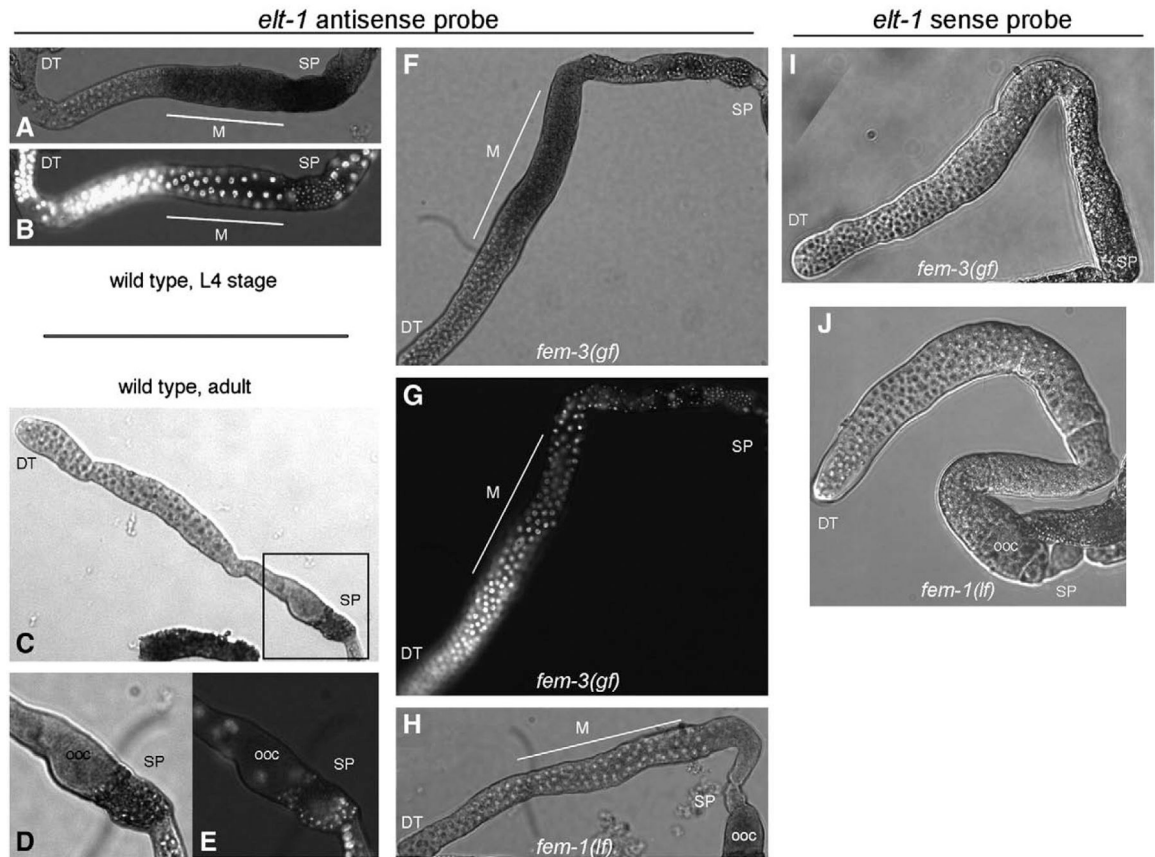 elt-1 antisense probe
elt-1 sense probe
DT
SP
M
A
DT
SP
M
B
wild type, L4 stage
wild type, adult
DT
SP
C
ooc
SP
D
ooc
SP
E
F
M
SP
DT
fem-3(gf)
G
M
SP
DT
fem-3(gf)
H
M
SP
DT
ooc
fem-1(lf)
I
DT
SP
fem-3(gf)
J
DT
ooc
SP
fem-1(lf)